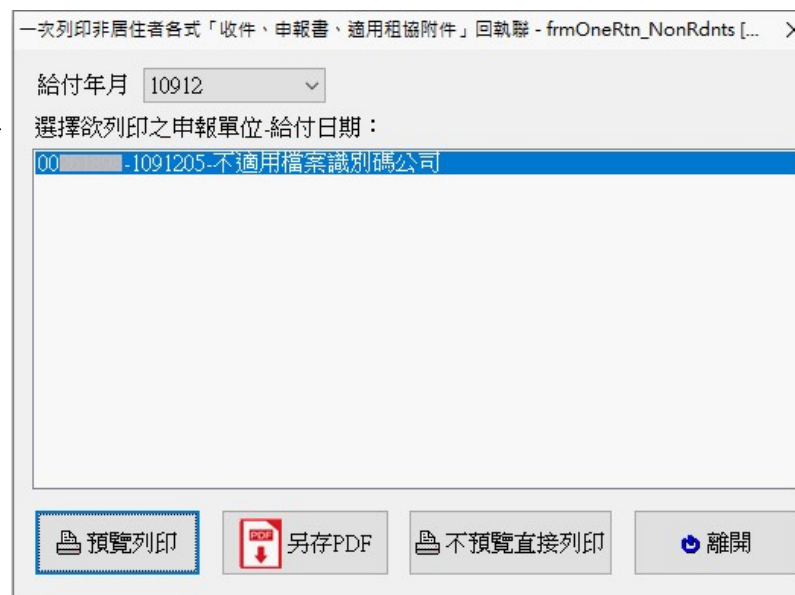 一次列印非居住者各式「收件、申報書、適用租協附件」回執聯 - frmOneRtn_NonRdnts [...
給付年月 10912
選擇欲列印之申報單位-給付日期：
00 -1091205-不適用檔案識別碼公司
預覽列印 PDF 另存PDF 不預覽直接列印 離開